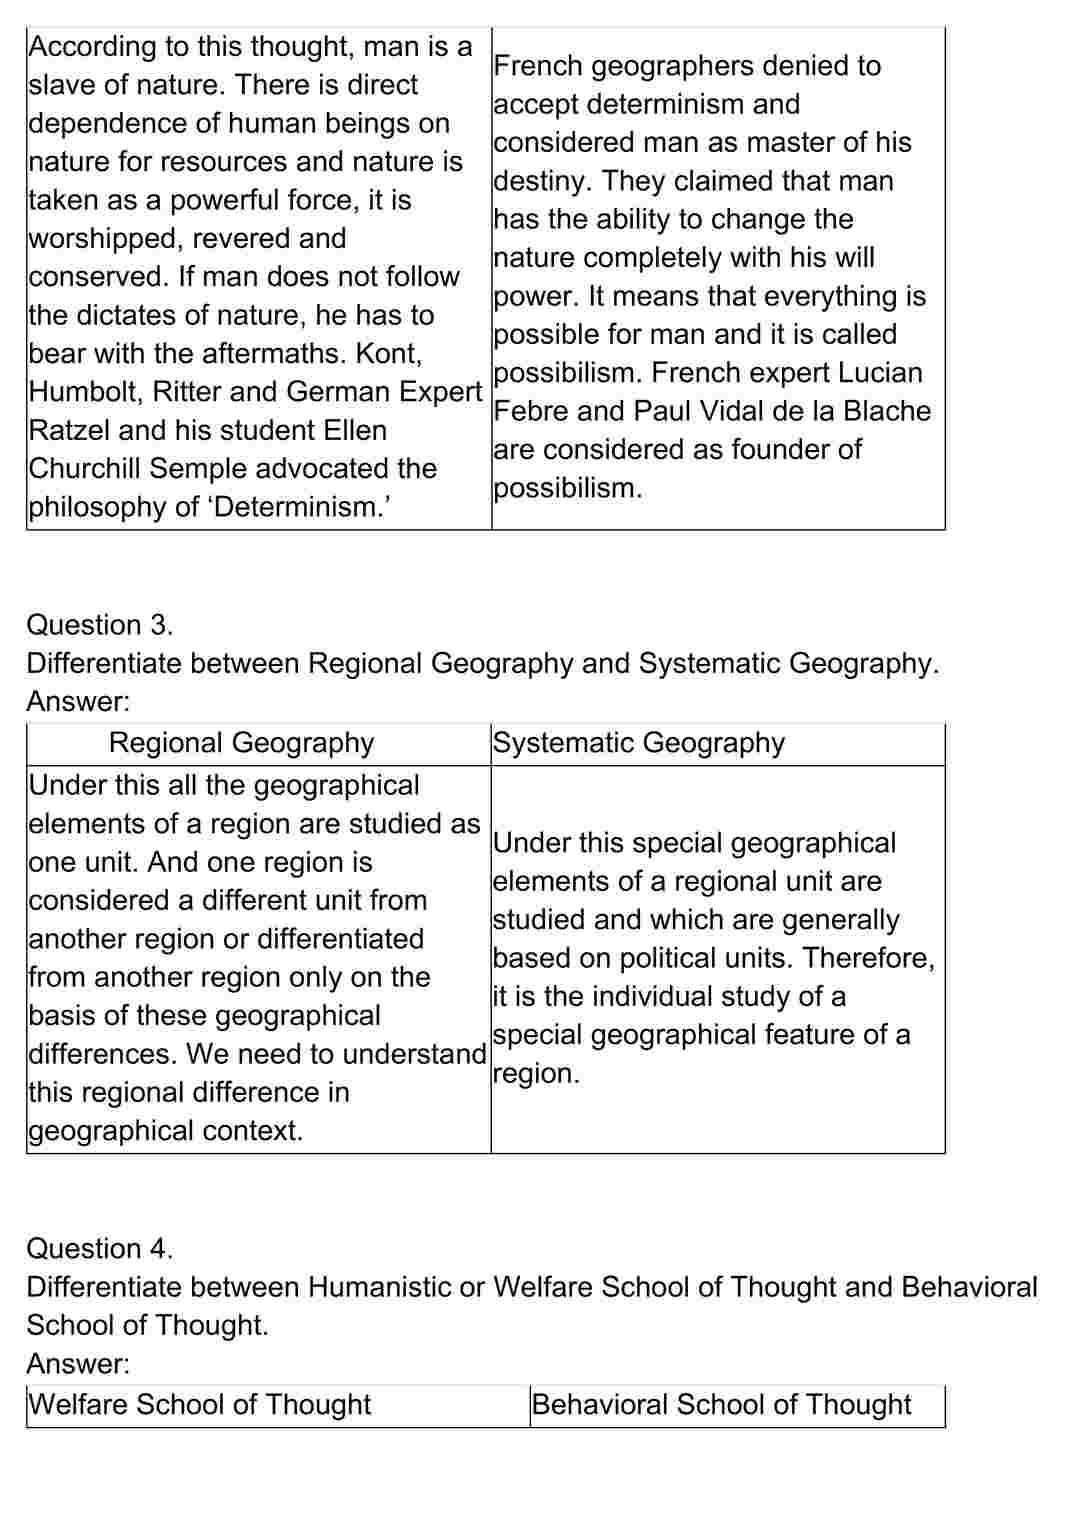 According to this thought, man is a
slave of nature. There is direct
dependence of human beings on
nature for resources and nature is
taken as a powerful force, it is
worshipped, revered and
conserved. If man does not follow
the dictates of nature, he has to
bear with the aftermaths. Kont,
Humbolt, Ritter and German Expert
Ratzel and his student Ellen
Churchill Semple advocated the
philosophy of ‘Determinism.’
French geographers denied to
accept determinism and
considered man as master of his
destiny. They claimed that man
has the ability to change the
nature completely with his will
power. It means that everything is
possible for man and it is called
possibilism. French expert Lucian
Febre and Paul Vidal de la Blache
are considered as founder of
possibilism.
Question 3.
Differentiate between Regional Geography and Systematic Geography.
Answer:
Regional Geography
Systematic Geography
Under this all the geographical
elements of a region are studied as
one unit. And one region is
considered a different unit from
another region or differentiated
from another region only on the
basis of these geographical
differences. We need to understand
this regional difference in
geographical context.
Under this special geographical
elements of a regional unit are
studied and which are generally
based on political units. Therefore,
it is the individual study of a
special geographical feature of a
region.
Question 4.
Differentiate between Humanistic or Welfare School of Thought and Behavioral
School of Thought.
Answer:
Welfare School of Thought
Behavioral School of Thought